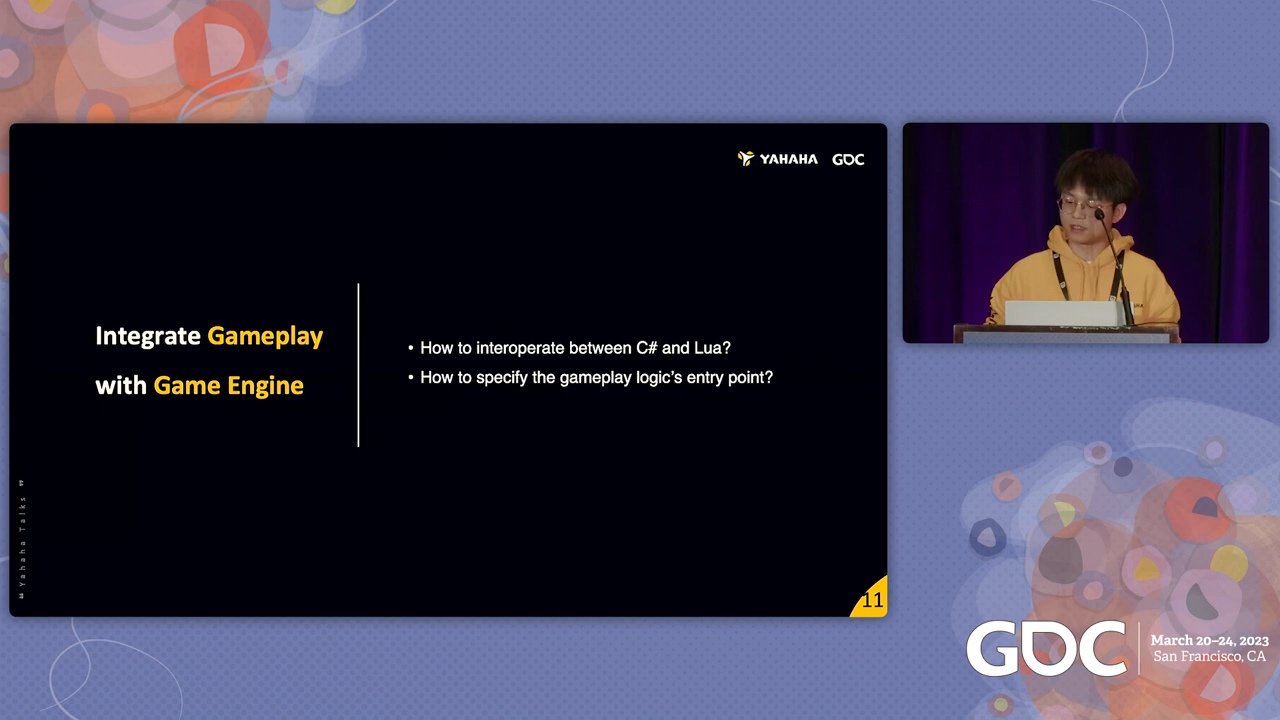 YAHAHA GDC
Integrate Gameplay
with Game Engine
• How to interoperate between C# and Lua?
• How to specify the gameplay logic's entry point?
Yahaha Talks
11
GDC
March 20–24, 2023
San Francisco, CA